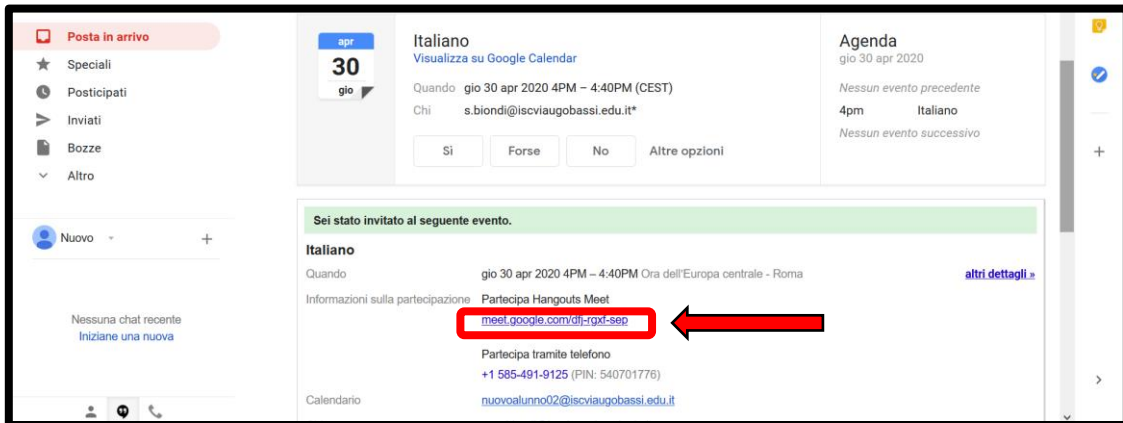 Posta in arrivo
Speciali
Posticipati
Inviati
Bozze
Altro
Nuovo
Nessuna chat recente
Iniziane una nuova
apr
30
gio
Italiano
Visualizza su Google Calendar
Quando gio 30 apr 2020 4PM – 4:40PM (CEST)
Chi s.biondi@iscviaugobassi.edu.it*
Sì Forse No Altre opzioni
Agenda
gio 30 apr 2020
Nessun evento precedente
4pm Italiano
Nessun evento successivo
Sei stato invitato al seguente evento.
Italiano
Quando gio 30 apr 2020 4PM – 4:40PM Ora dell'Europa centrale - Roma altri dettagli »
Informazioni sulla partecipazione Partecipa Hangouts Meet
meet.google.com/dfj-rgxf-sep
Partecipa tramite telefono
+1 585-491-9125 (PIN: 540701776)
Calendario nuovoalunno02@iscviaugobassi.edu.it